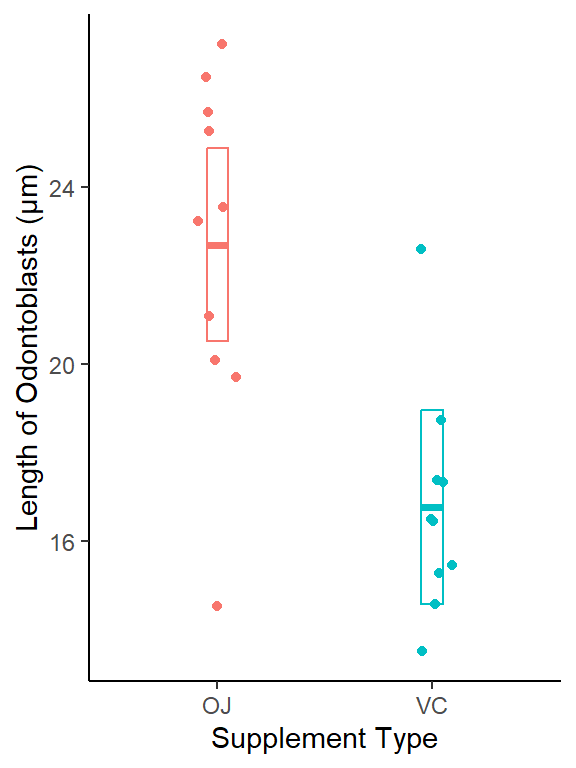 Length of Odontoblasts (µm)
24
20
16
OJ VC
Supplement Type